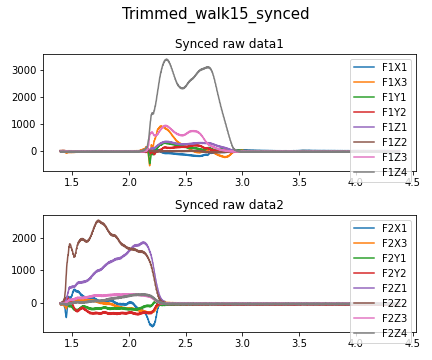 Trimmed_walk15_synced
Synced raw data1
3000
2000
1000
0
F1X1
F1X3
F1Y1
F1Y2
F1Z1
F1Z2
F1Z3
F1Z4
1.5 2.0 2.5 3.0 3.5 4.0 4.5
Synced raw data2
2000
1000
0
F2X1
F2X3
F2Y1
F2Y2
F2Z1
F2Z2
F2Z3
F2Z4
1.5 2.0 2.5 3.0 3.5 4.0 4.5